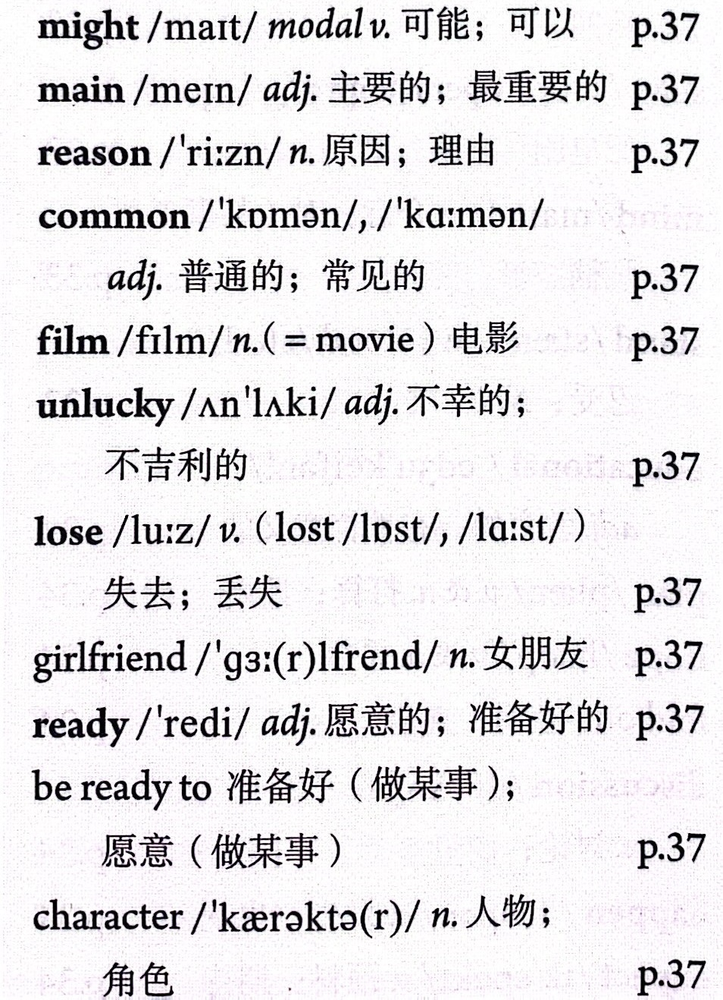 might /maɪt/ modal v. 可能；可以 p.37
main /meɪn/ adj. 主要的；最重要的 p.37
reason /ˈriːzn/ n. 原因；理由 p.37
common /ˈkɒmən/, /ˈkɑːmən/
adj. 普通的；常见的 p.37
film /fɪlm/ n.( = movie ) 电影 p.37
unlucky /ʌnˈlʌki/ adj. 不幸的；
不吉利的 p.37
lose /luːz/ v.（lost /lɒst/, /lɑːst/）
失去；丢失 p.37
girlfriend /ˈɡɜː(r)lfrend/ n. 女朋友 p.37
ready /ˈredi/ adj. 愿意的；准备好的 p.37
be ready to 准备好（做某事）；
愿意（做某事） p.37
character /ˈkærəktə(r)/ n. 人物；
角色 p.37